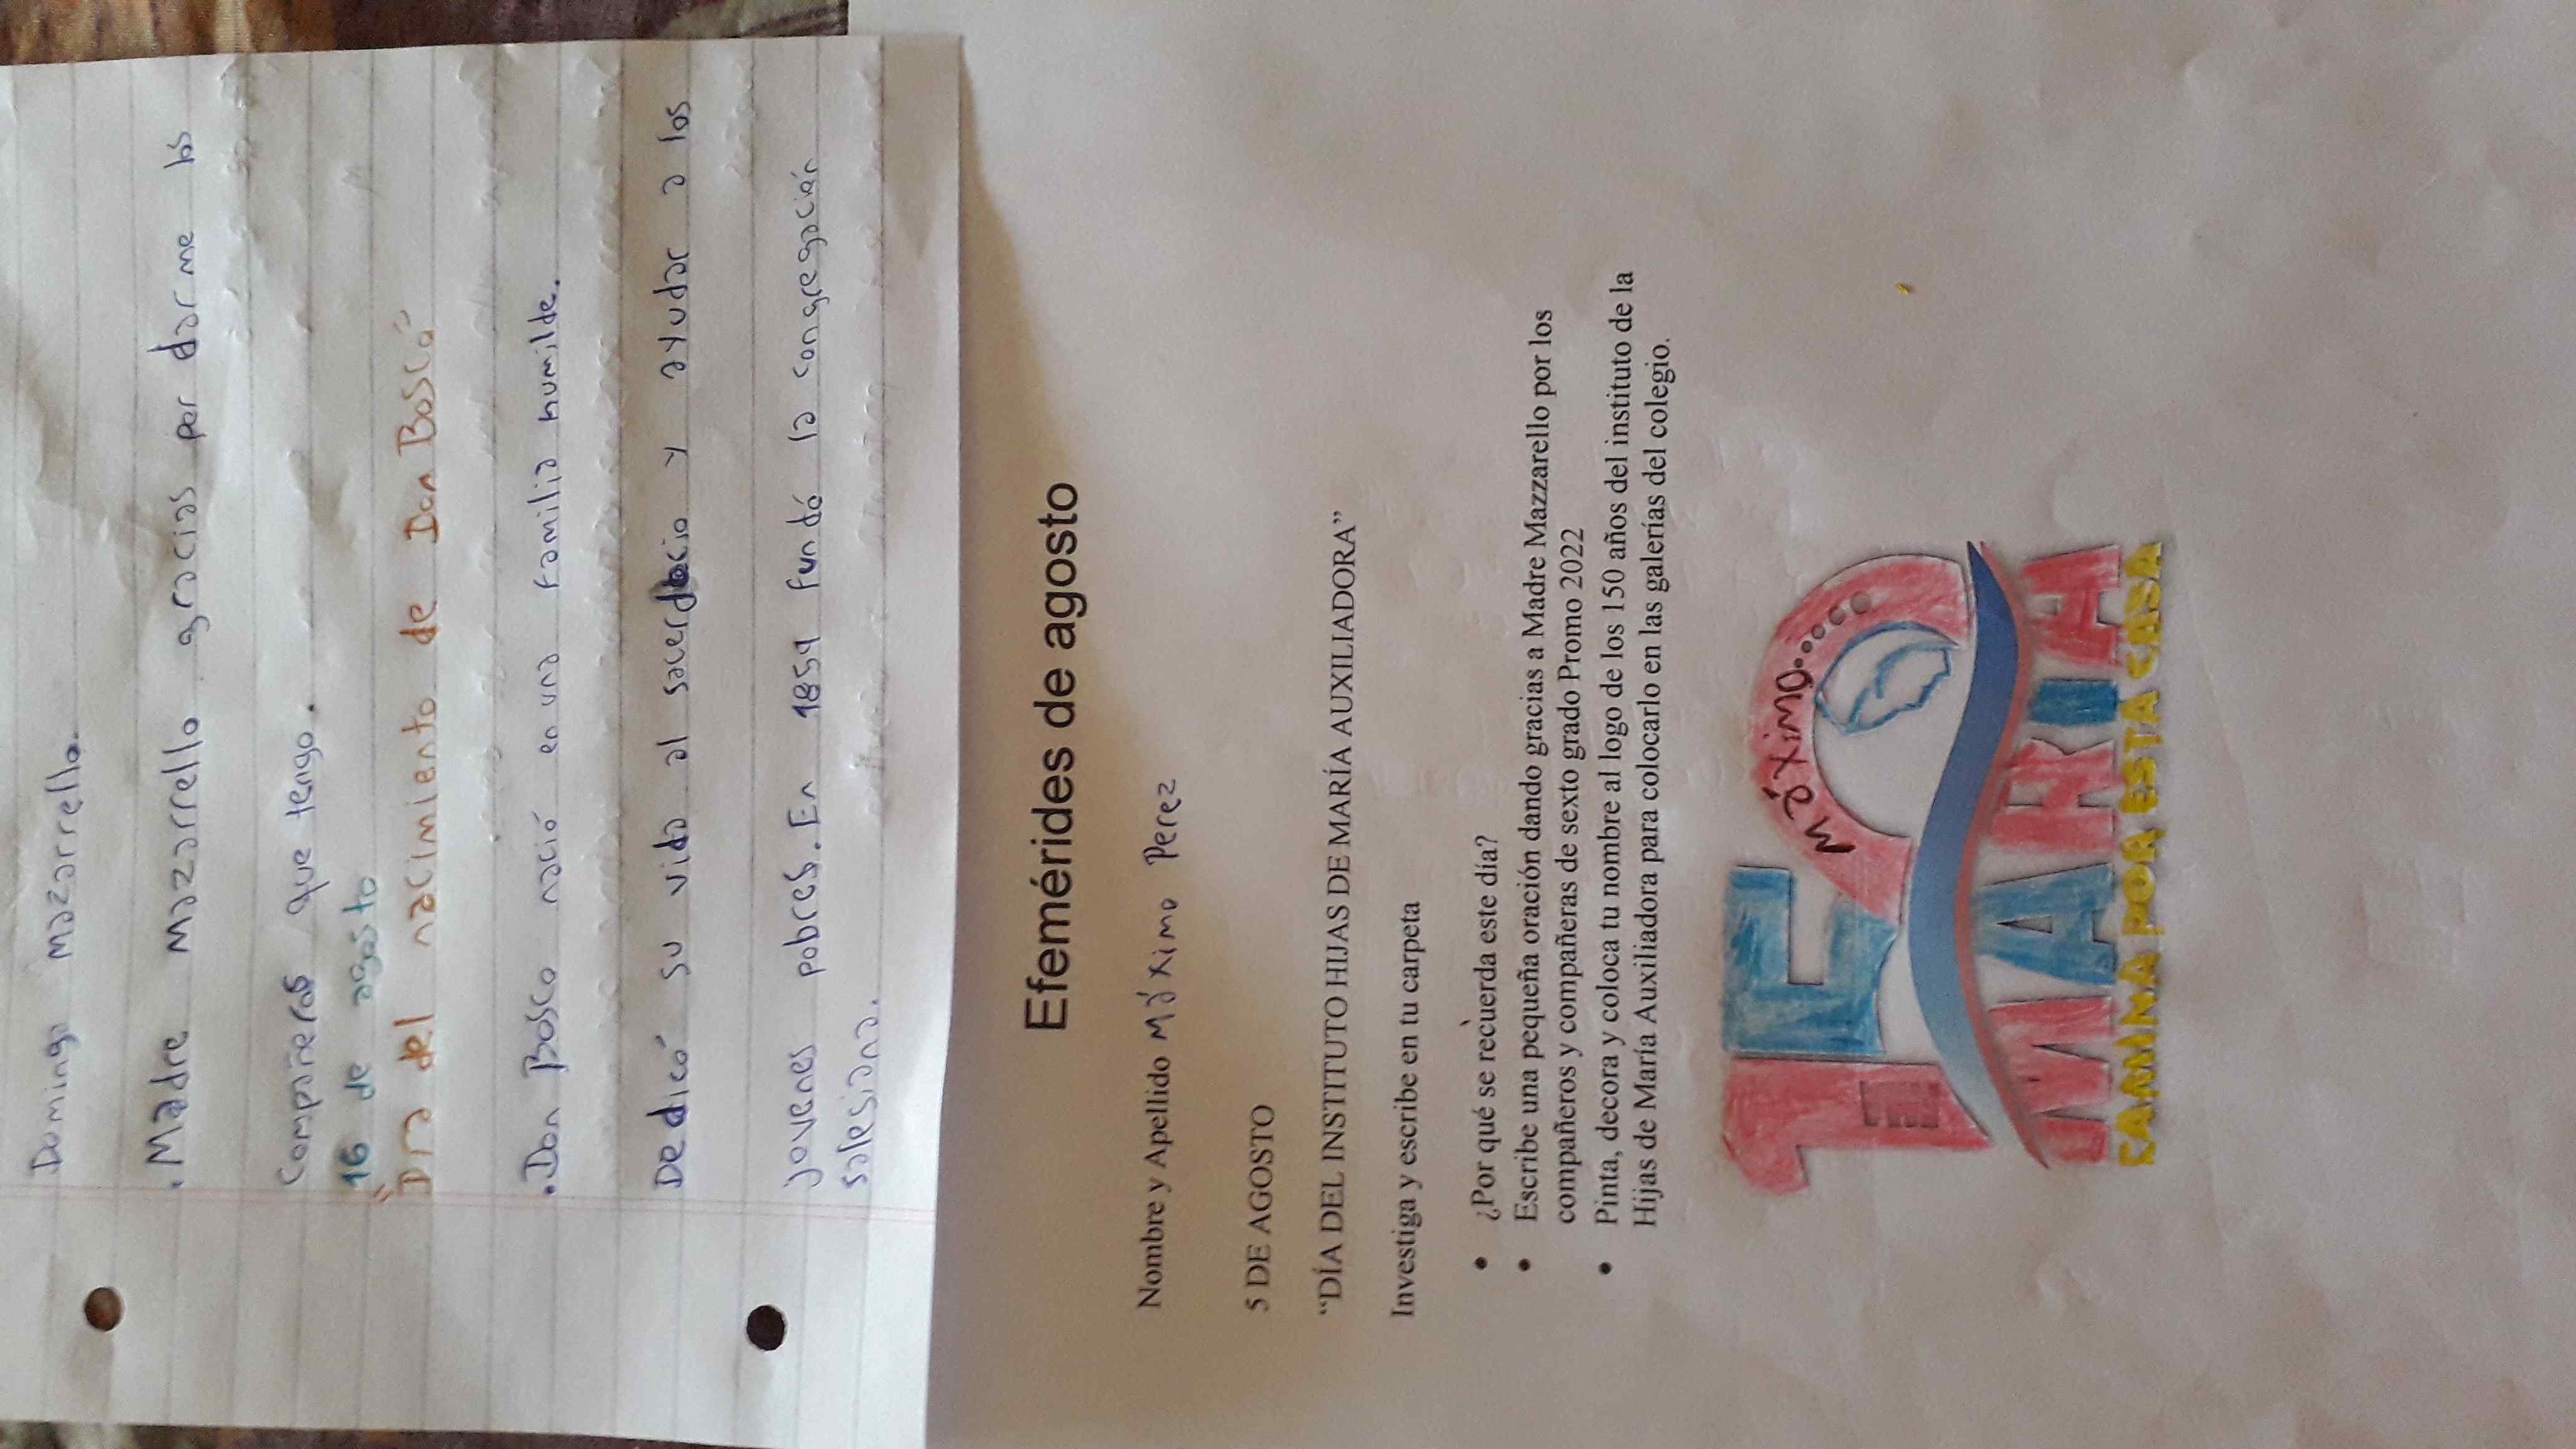 Domingo mazarrello.
. Madre mazarrello gracias por darme los
compañeros que tengo.
16 de agosto
"Dia del nacimiento de Don Bosco"
. Don Bosco nació en una familia humilde.
Dedicó su vida al sacerdocio y ayudar a los
jovenes pobres. En 1859 fundó la congregación
salesiana.
Efemérides de agosto
Nombre y Apellido Máximo Perez
5 DE AGOSTO
“DÍA DEL INSTITUTO HIJAS DE MARÍA AUXILIADORA”
Investiga y escribe en tu carpeta
• ¿Por qué se recuerda este día?
• Escribe una pequeña oración dando gracias a Madre Mazzarello por los
compañeros y compañeras de sexto grado Promo 2022
• Pinta, decora y coloca tu nombre al logo de los 150 años del instituto de la
Hijas de María Auxiliadora para colocarlo en las galerías del colegio.
150
Máximo
MARIA
CAMINA POR ESTA CASA